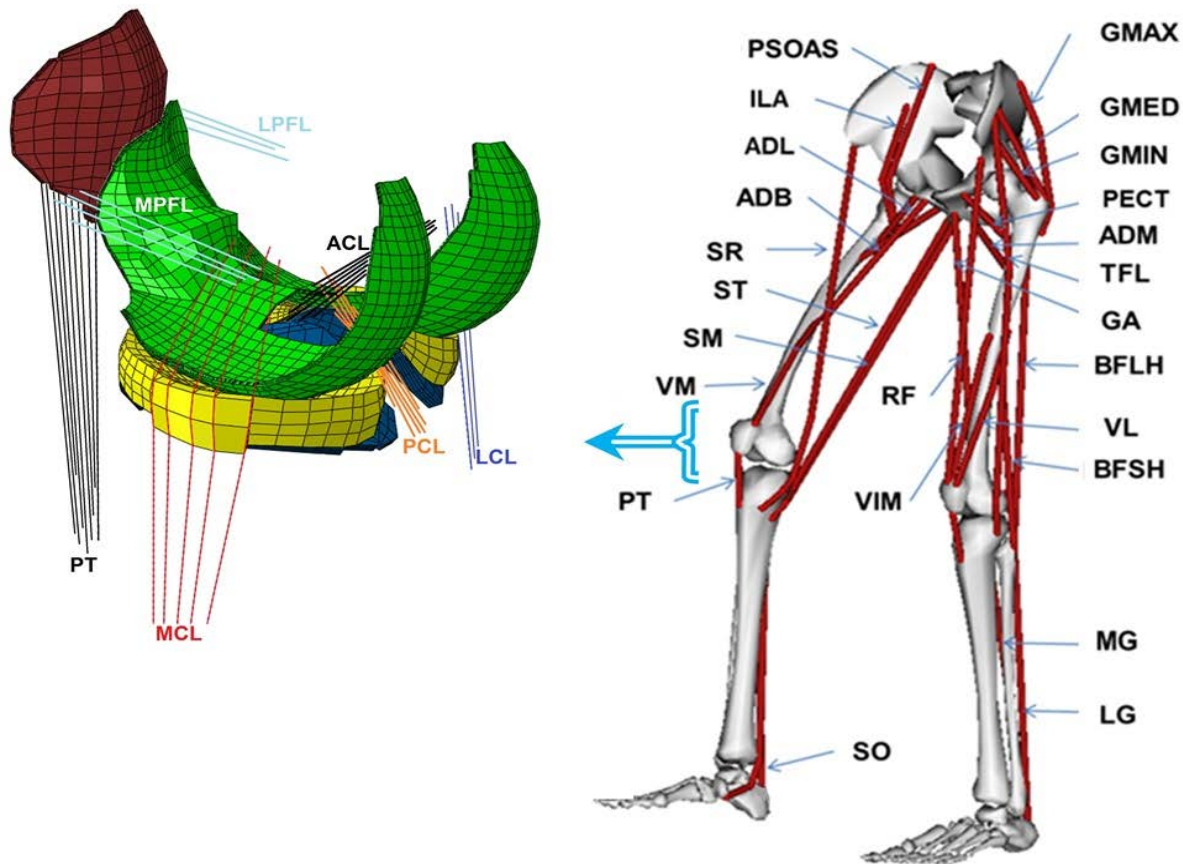 LPFL
MPFL
ACL
PCL
LCL
PT
MCL
PSOAS
ILA
ADL
ADB
SR
ST
SM
VM
PT
RF
VIM
SO
GMAX
GMED
GMIN
PECT
ADM
TFL
GA
BFLH
VL
BFSH
MG
LG